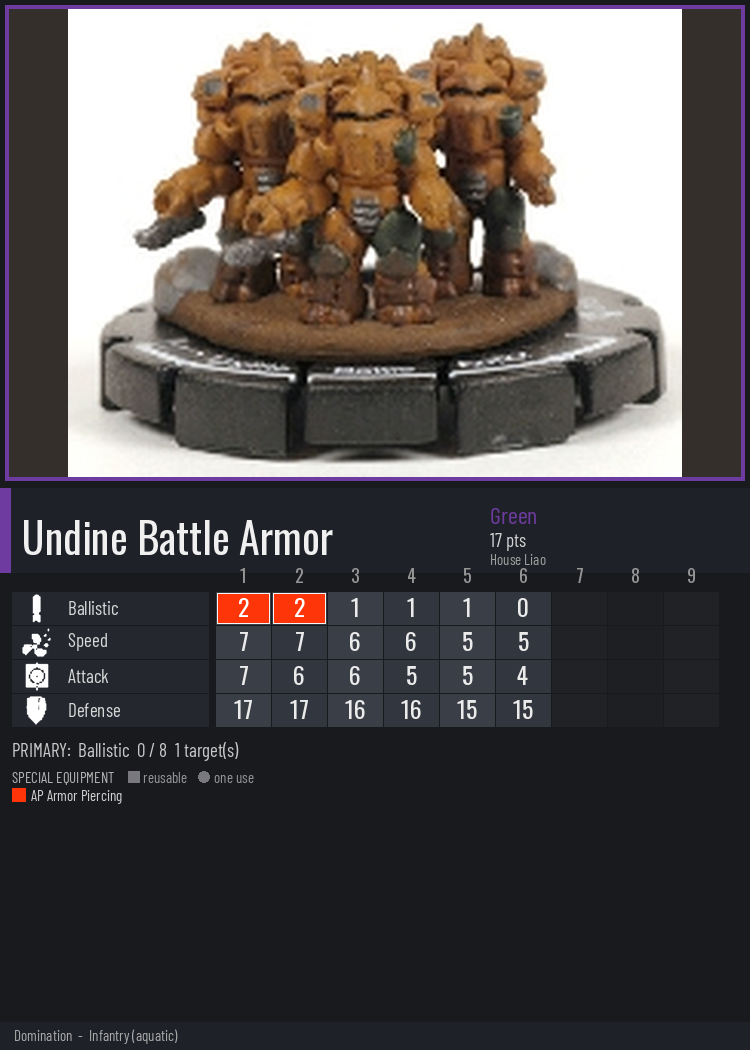 Undine Battle Armor
Green
17 pts
House Liao
1 2 3 4 5 6 7 8 9
Ballistic 2 2 1 1 1 0
Speed 7 7 6 6 5 5
Attack 7 6 6 5 5 4
Defense 17 17 16 16 15 15
PRIMARY: Ballistic 0 / 8 1 target(s)
SPECIAL EQUIPMENT reusable one use
AP Armor Piercing
Domination - Infantry (aquatic)